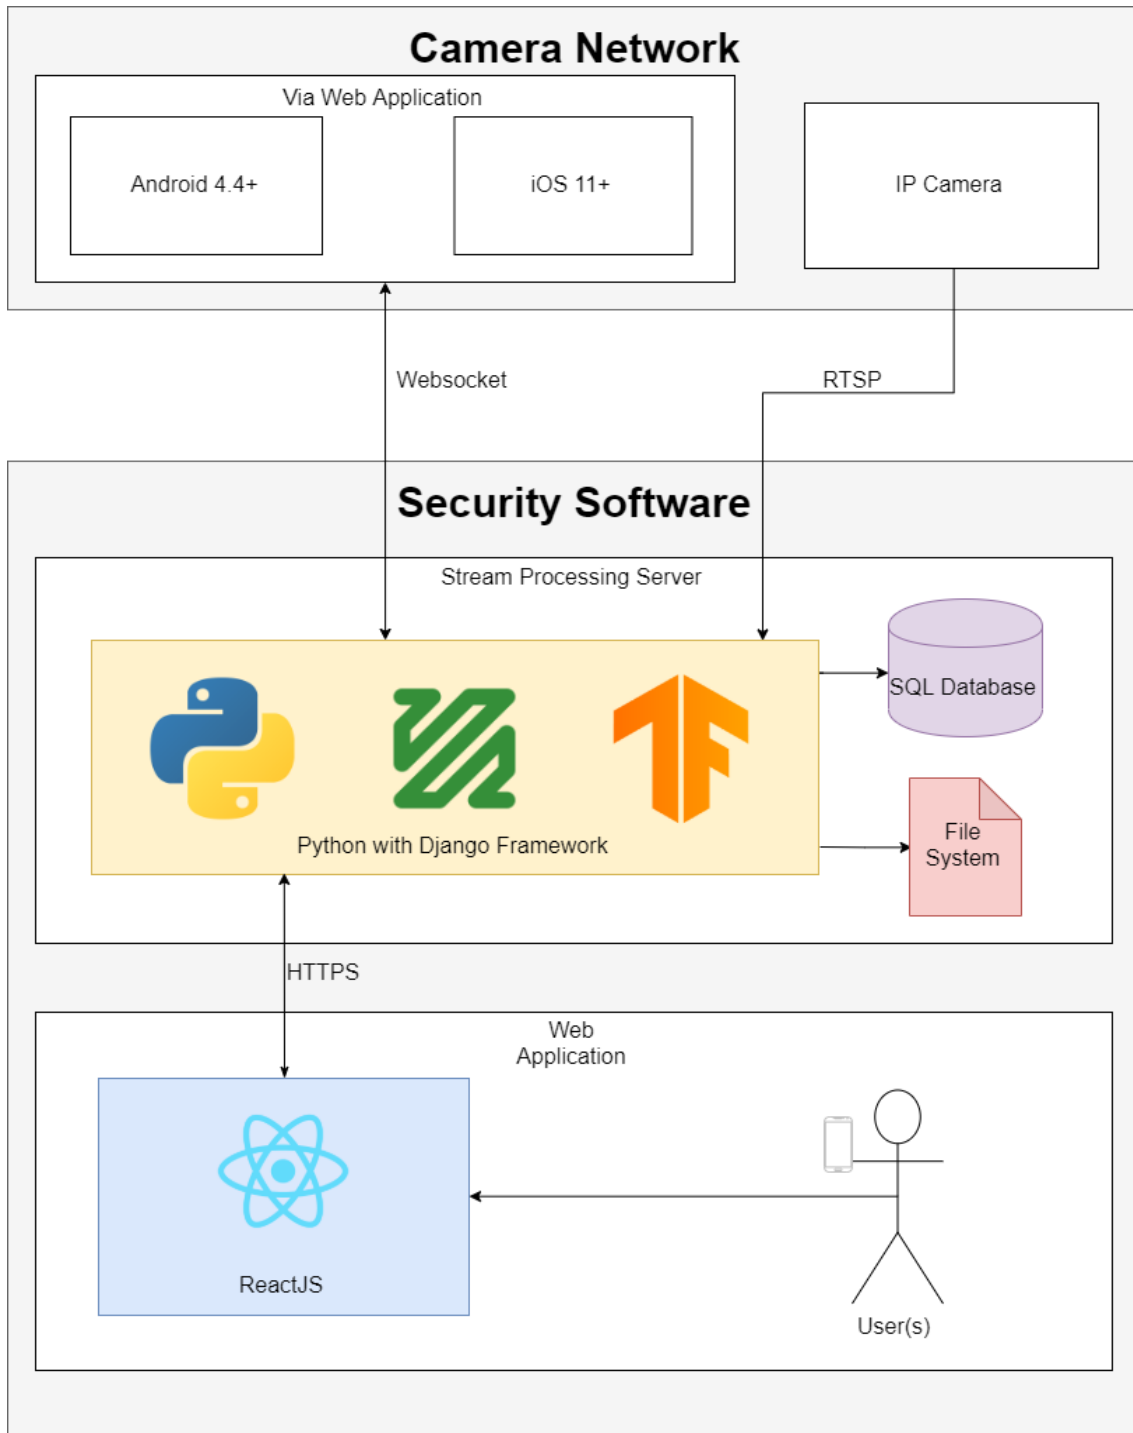 Camera Network
Via Web Application
Android 4.4+
iOS 11+
IP Camera
Websocket
RTSP
Security Software
Stream Processing Server
SQL Database
Python with Django Framework
File
System
HTTPS
Web
Application
ReactJS
User(s)